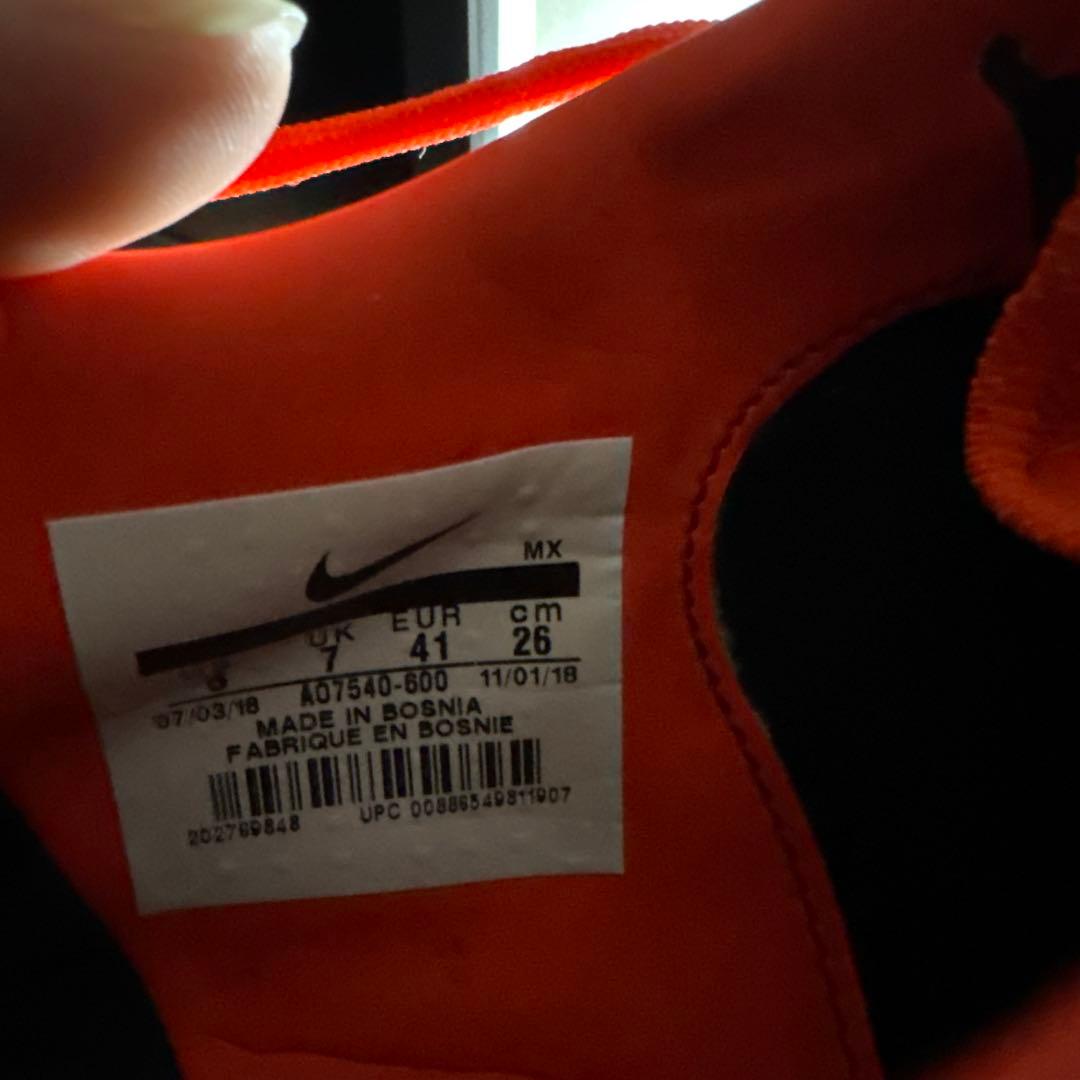 MX
UK EUR cm
7 41 26
07/03/18 AO7540-600 11/01/18
MADE IN BOSNIA
FABRIQUE EN BOSNIE
202769848 UPC 00886549811907